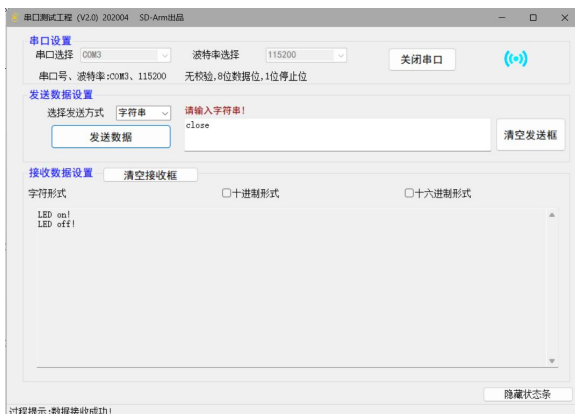 串口测试工程 (V2.0) 202004 SD-Arm出品
串口设置
串口选择 COM3 波特率选择 115200 关闭串口
串口号、波特率:COM3、115200 无校验,8位数据位,1位停止位
发送数据设置
选择发送方式 字符串 请输入字符串!
发送数据 close 清空发送框
接收数据设置 清空接收框
字符形式 十进制形式 十六进制形式
LED on!
LED off!
隐藏状态条
过程提示:数据接收成功!